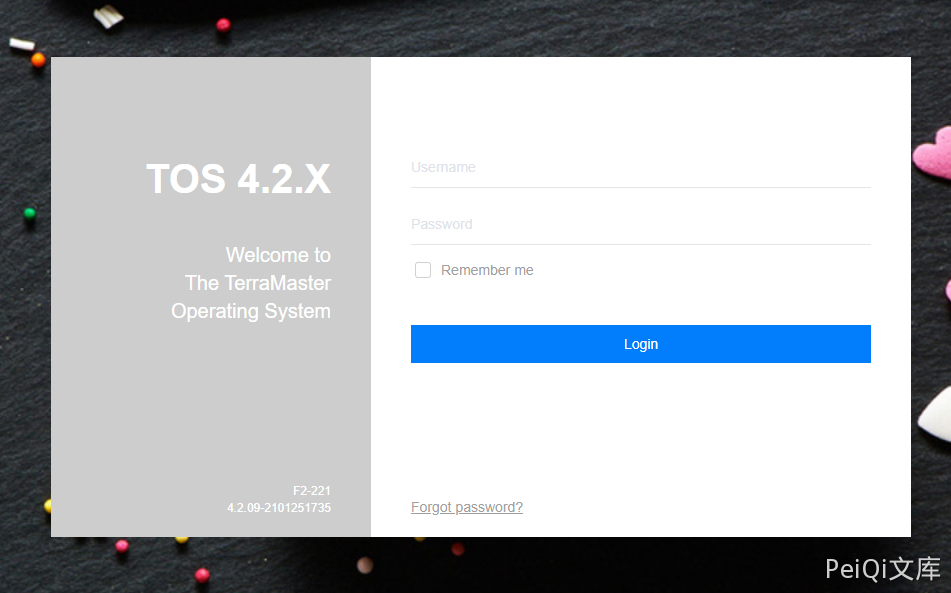 TOS 4.2.X
Welcome to
The TerraMaster
Operating System
F2-221
4.2.09-2101251735
Username
Password
Remember me
Login
Forgot password?
PeiQi文库